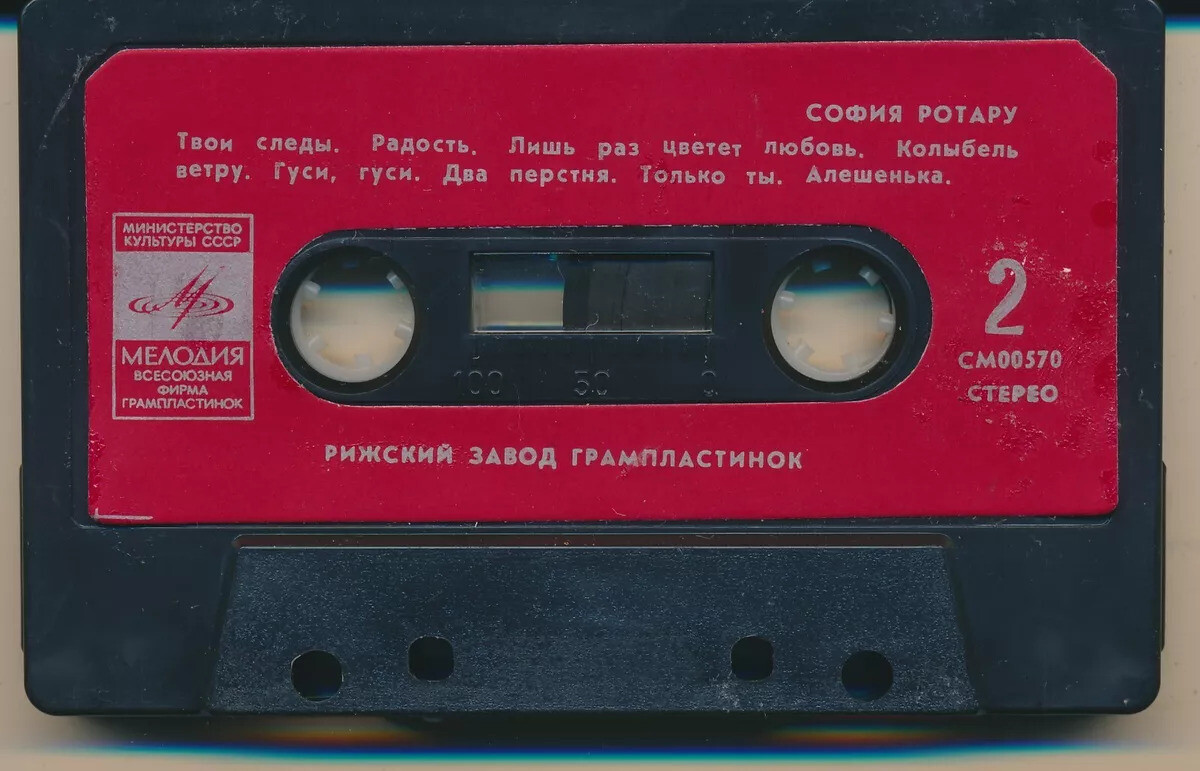 СОФИЯ РОТАРУ
Твои следы. Радость. Лишь раз цветет любовь. Колыбель
ветру. Гуси, гуси. Два перстня. Только ты. Алешенька.
МИНИСТЕРСТВО
КУЛЬТУРЫ СССР
МЕЛОДИЯ
ВСЕСОЮЗНАЯ
ФИРМА
ГРАМПЛАСТИНОК
2
СМ00570
СТЕРЕО
100 50 0
РИЖСКИЙ ЗАВОД ГРАМПЛАСТИНОК